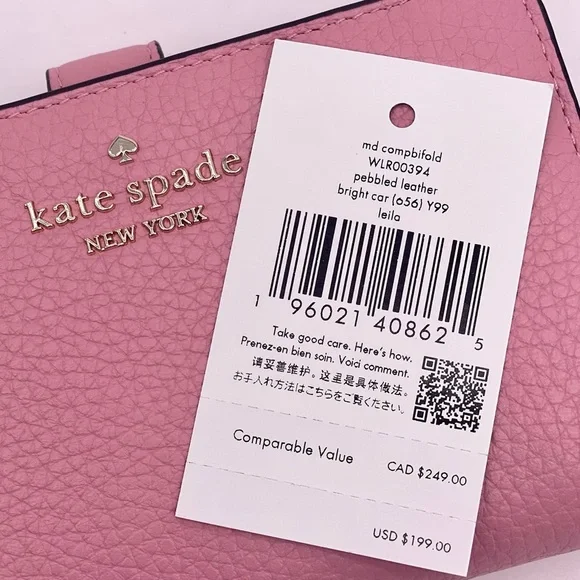 kate spade
NEW YORK
md compbifold
WLR00394
pebbled leather
bright car (656) Y99
leila
1 96021 40862 5
Take good care. Here's how.
Prenez-en bien soin. Voici comment.
请妥善维护。这里是具体做法。
お手入れ方法はこちらをご覧ください。
Comparable Value CAD $249.00
USD $199.00